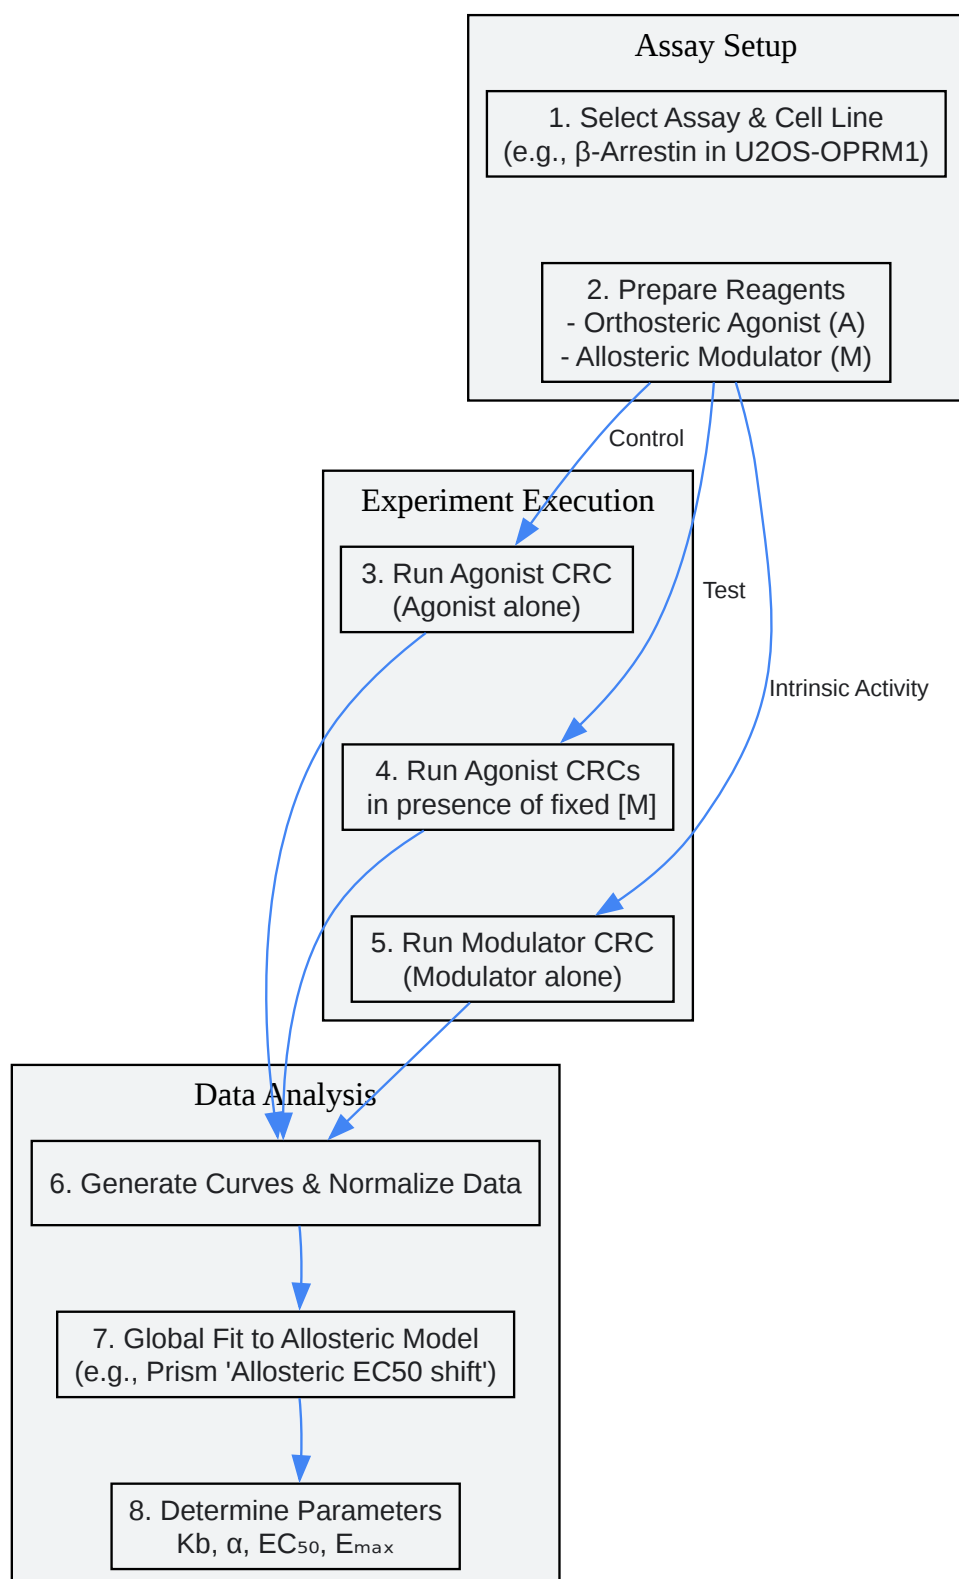 Assay Setup
1. Select Assay & Cell Line
(e.g., β-Arrestin in U2OS-OPRM1)
2. Prepare Reagents
- Orthosteric Agonist (A)
- Allosteric Modulator (M)
Control
Experiment Execution
3. Run Agonist CRC
(Agonist alone)
Test
Intrinsic Activity
4. Run Agonist CRCs
in presence of fixed [M]
5. Run Modulator CRC
(Modulator alone)
Data Analysis
6. Generate Curves & Normalize Data
7. Global Fit to Allosteric Model
(e.g., Prism 'Allosteric EC50 shift')
8. Determine Parameters
Kb, α, EC₅₀, Eₘₐₓ